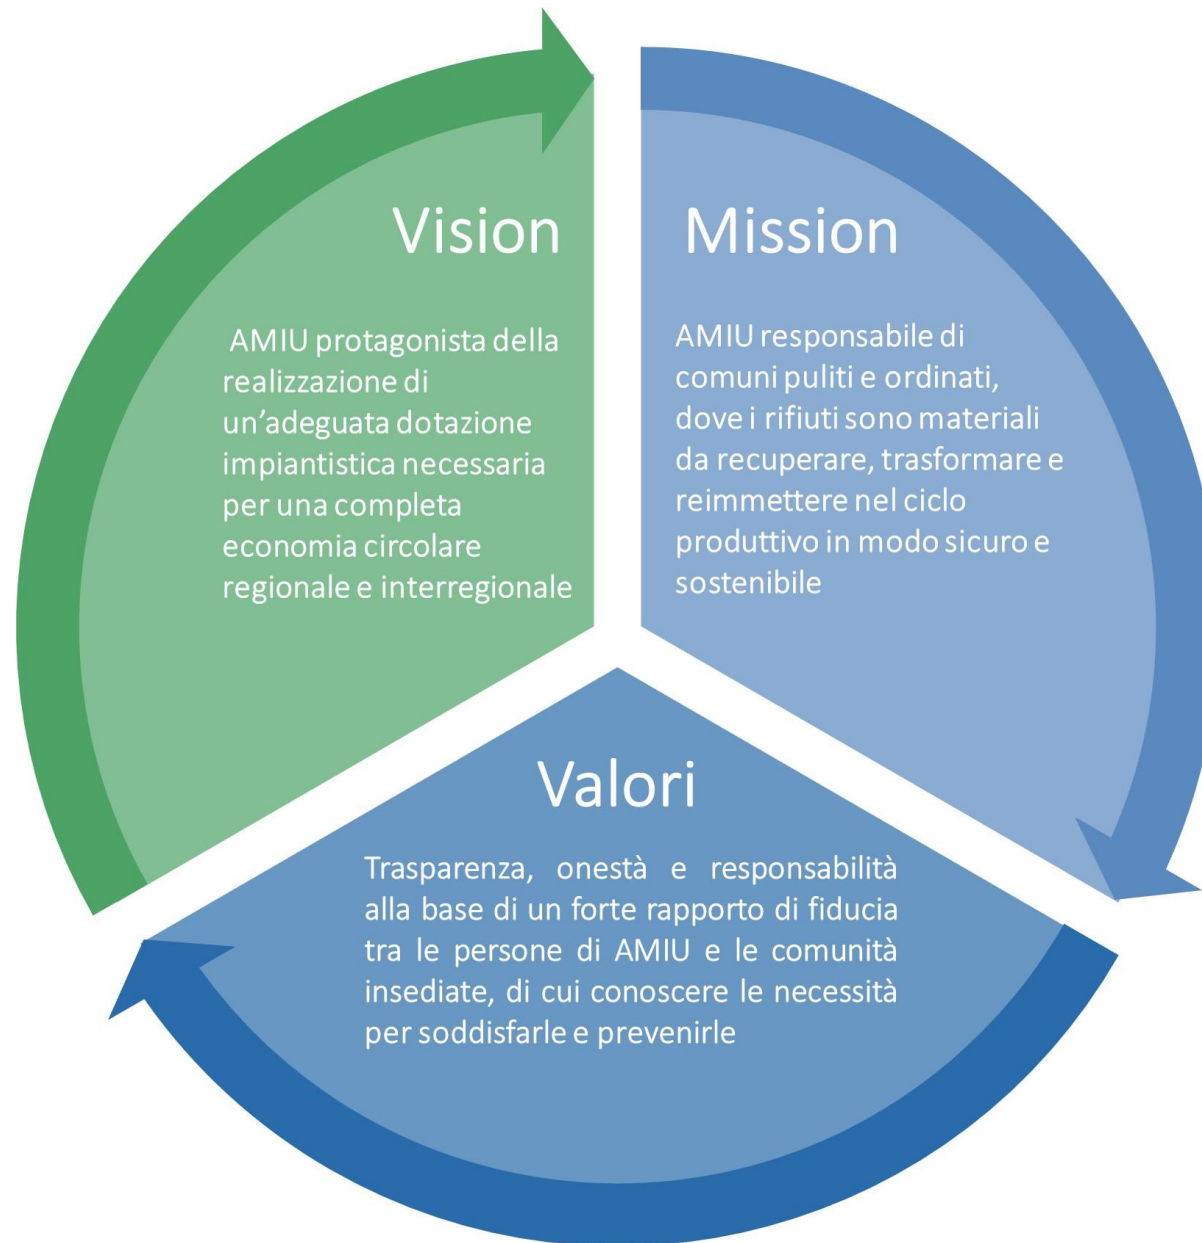 Vision
AMIU protagonista della
realizzazione di
un’adeguata dotazione
impiantistica necessaria
per una completa
economia circolare
regionale e interregionale
Mission
AMIU responsabile di
comuni puliti e ordinati,
dove i rifiuti sono materiali
da recuperare, trasformare e
reimmettere nel ciclo
produttivo in modo sicuro e
sostenibile
Valori
Trasparenza, onestà e responsabilità
alla base di un forte rapporto di fiducia
tra le persone di AMIU e le comunità
insediate, di cui conoscere le necessità
per soddisfarle e prevenirle